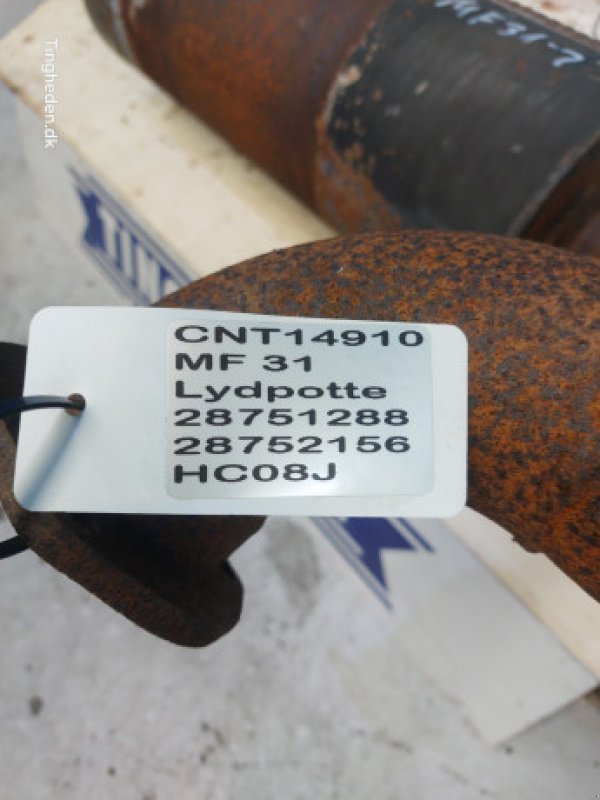 Tingheden.dk
MF31-7
CNT14910
MF 31
Lydpotte
28751288
28752156
HC08J